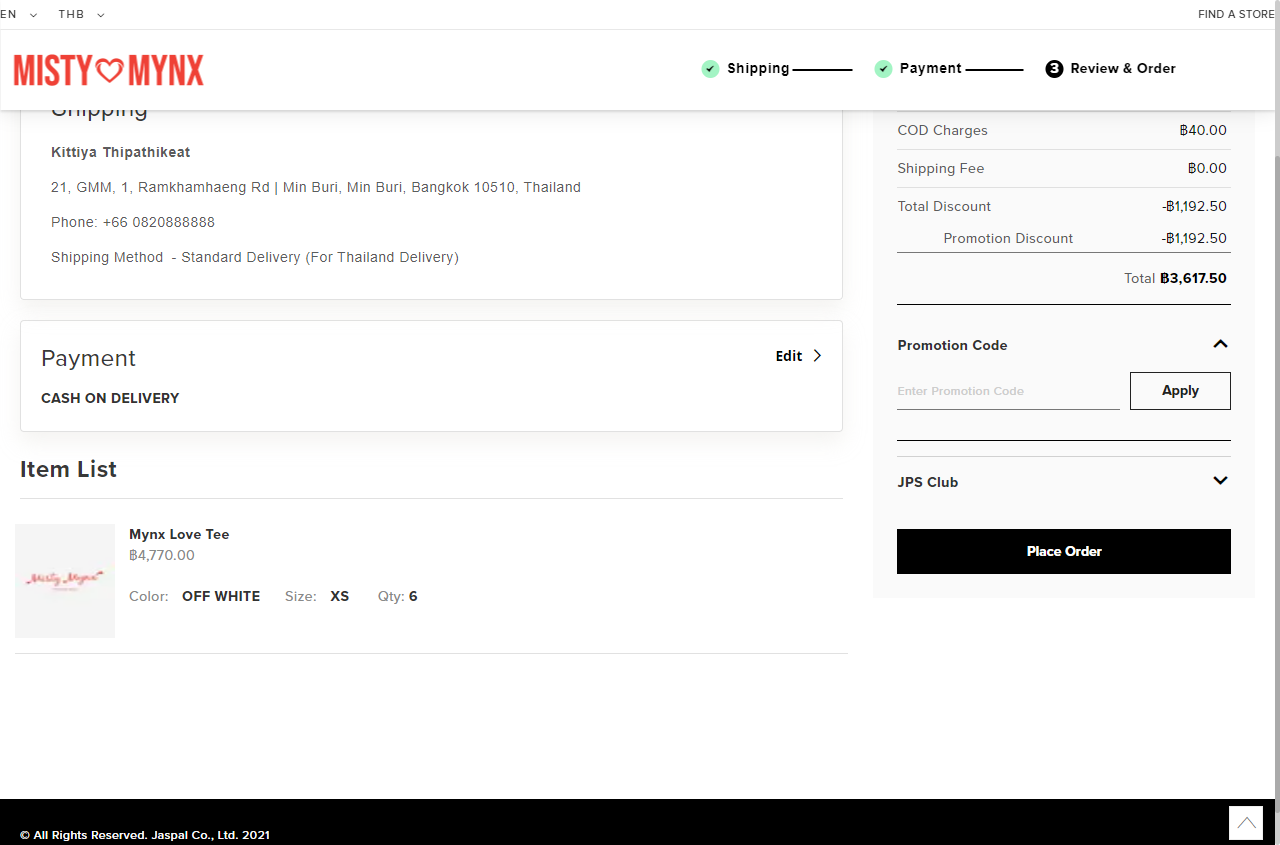 EN THB FIND A STORE
MISTY MYNX
Shipping Payment 3 Review & Order
Shipping
Kittiya Thipathikeat
21, GMM, 1, Ramkhamhaeng Rd | Min Buri, Min Buri, Bangkok 10510, Thailand
Phone: +66 0820888888
Shipping Method - Standard Delivery (For Thailand Delivery)
Payment
Edit
CASH ON DELIVERY
Item List
Misty Mynx
Mynx Love Tee
฿4,770.00
Color: OFF WHITE Size: XS Qty: 6
COD Charges ฿40.00
Shipping Fee ฿0.00
Total Discount -฿1,192.50
Promotion Discount -฿1,192.50
Total ฿3,617.50
Promotion Code
Enter Promotion Code Apply
JPS Club
Place Order
© All Rights Reserved. Jaspal Co., Ltd. 2021